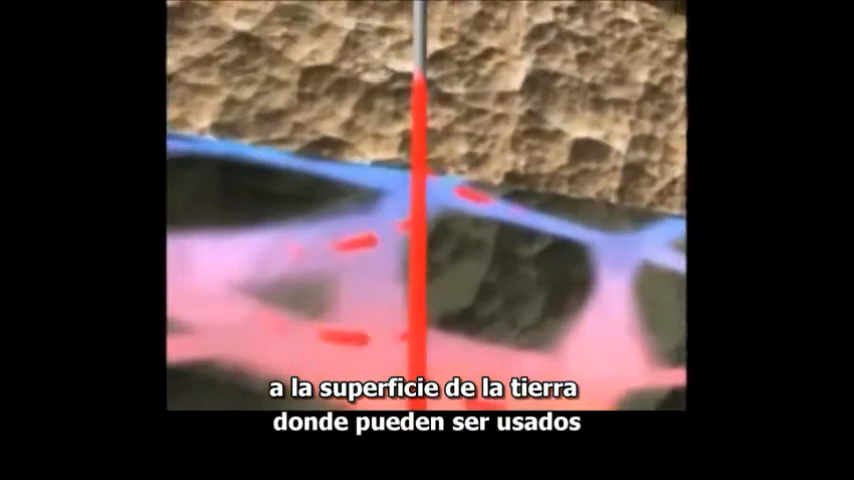 a la superficie de la tierra
donde pueden ser usados